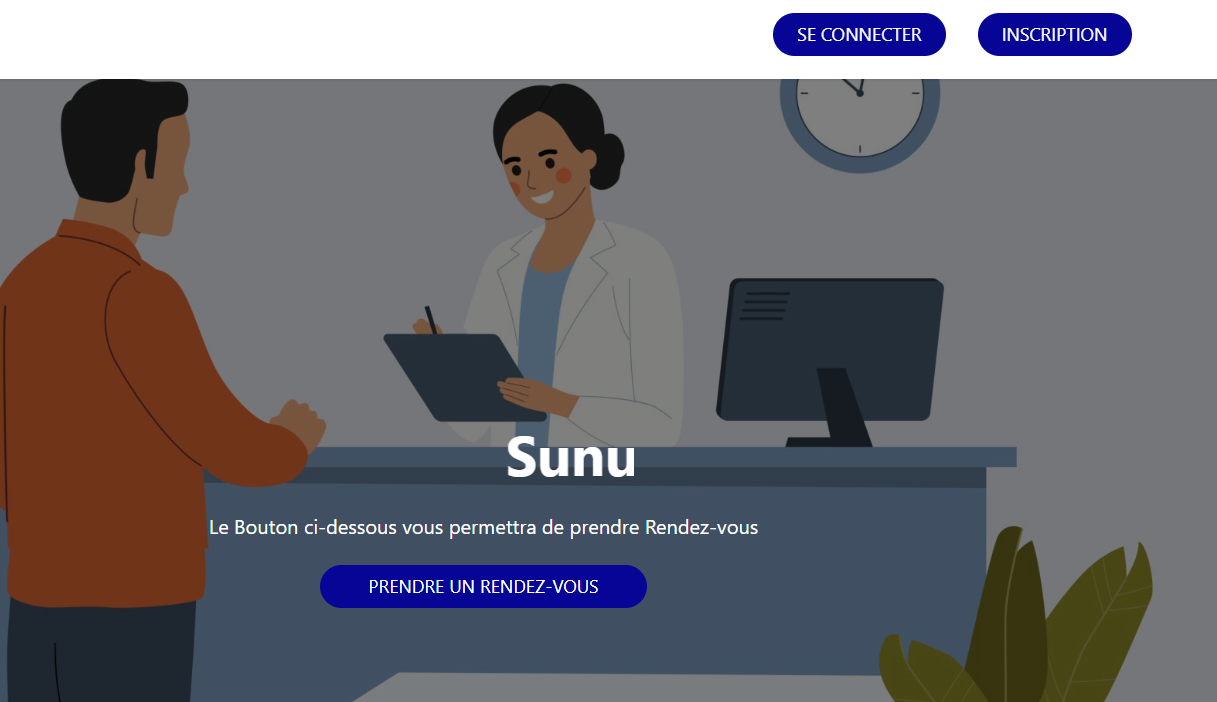 SE CONNECTER
INSCRIPTION
Sunu
Le Bouton ci-dessous vous permettra de prendre Rendez-vous
PRENDRE UN RENDEZ-VOUS